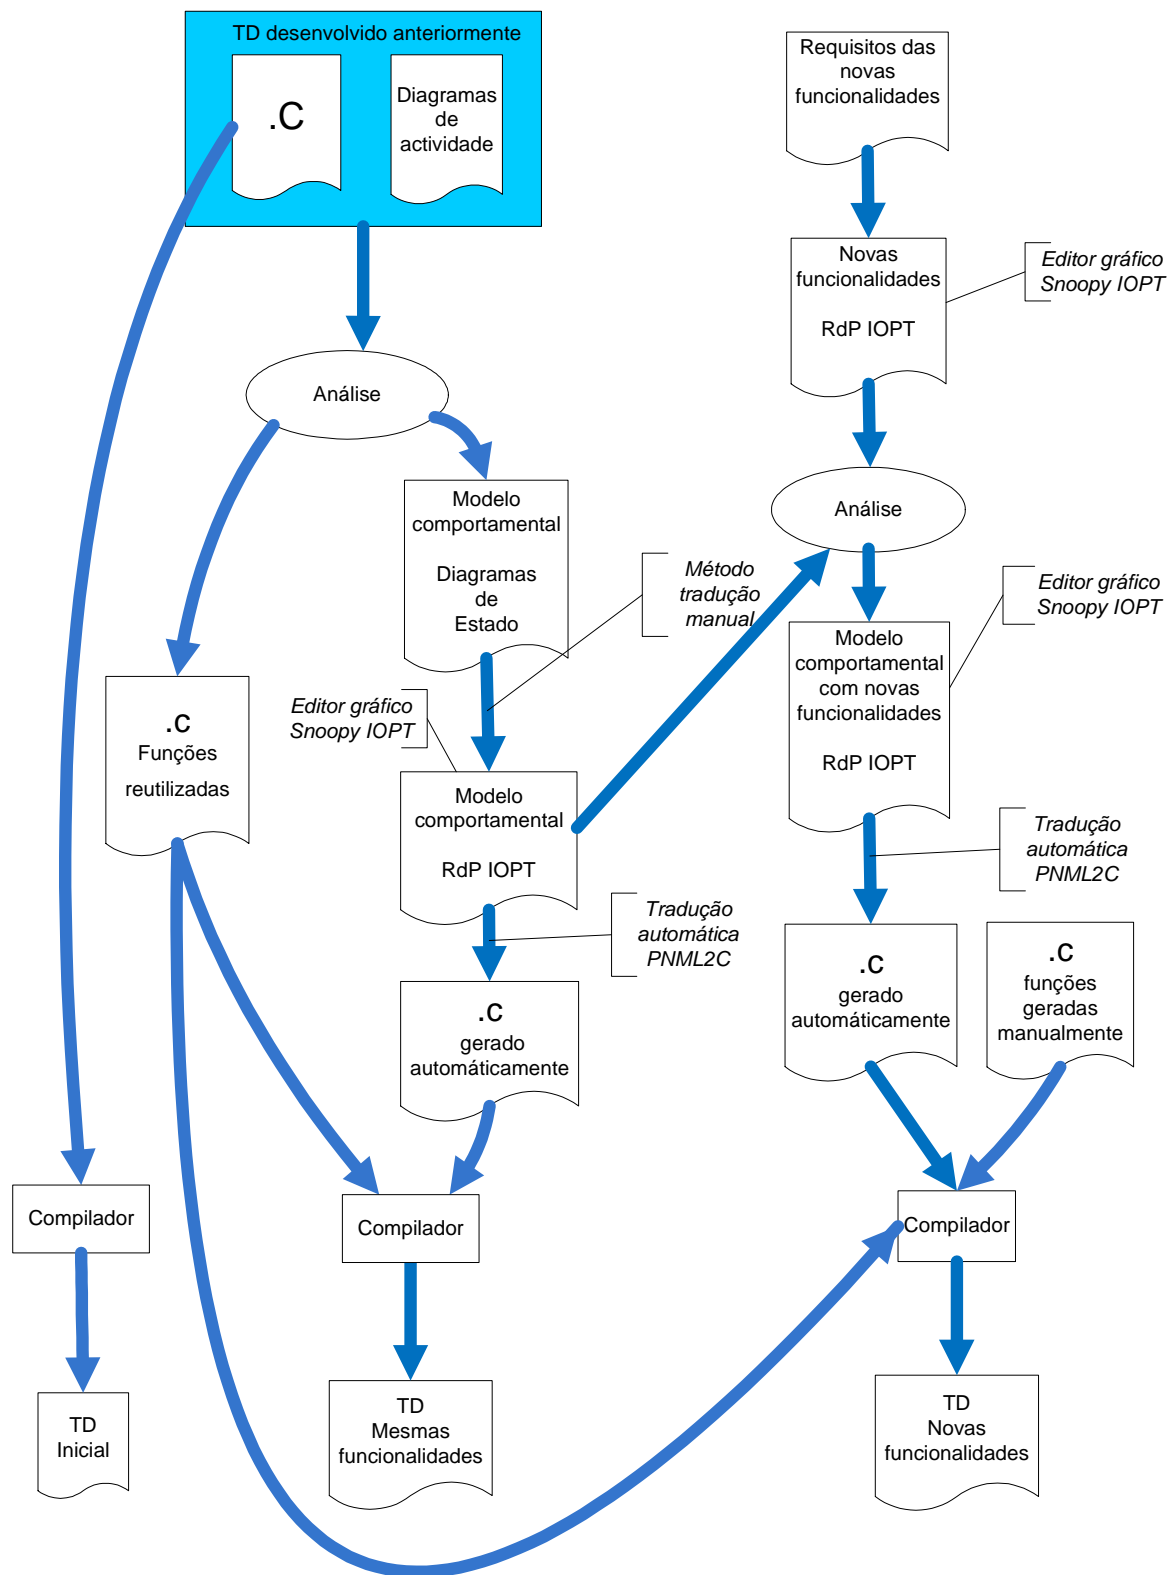 TD desenvolvido anteriormente
.C
Diagramas
de
actividade
Requisitos das
novas
funcionalidades
Novas
funcionalidades
RdP IOPT
Editor gráfico
Snoopy IOPT
Análise
Modelo
comportamental
Diagramas
de
Estado
Método
tradução
manual
Análise
Editor gráfico
Snoopy IOPT
Modelo
comportamental
com novas
funcionalidades
RdP IOPT
.C
Funções
reutilizadas
Editor gráfico
Snoopy IOPT
Modelo
comportamental
RdP IOPT
Tradução
automática
PNML2C
Tradução
automática
PNML2C
.C
gerado
automáticamente
.C
gerado
automáticamente
.C
funções
geradas
manualmente
Compilador
Compilador
Compilador
TD
Inicial
TD
Mesmas
funcionalidades
TD
Novas
funcionalidades